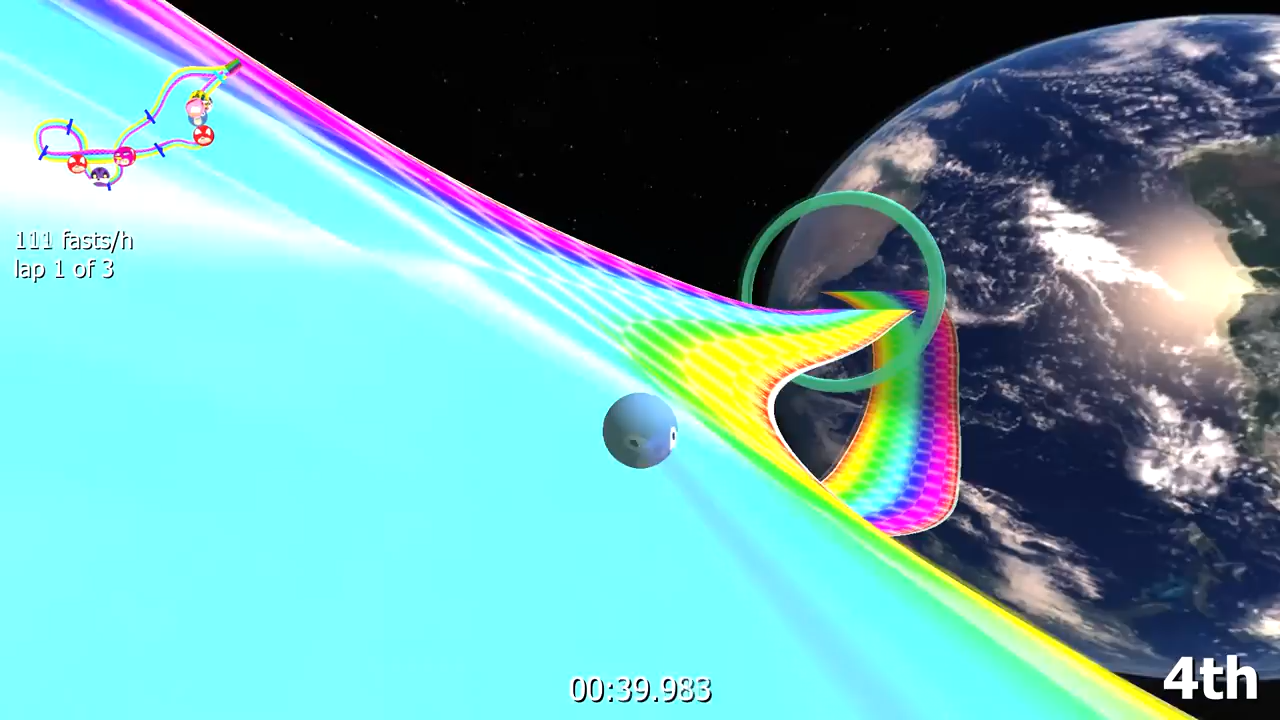 111 fasts/h
lap 1 of 3
00:39.983
4th